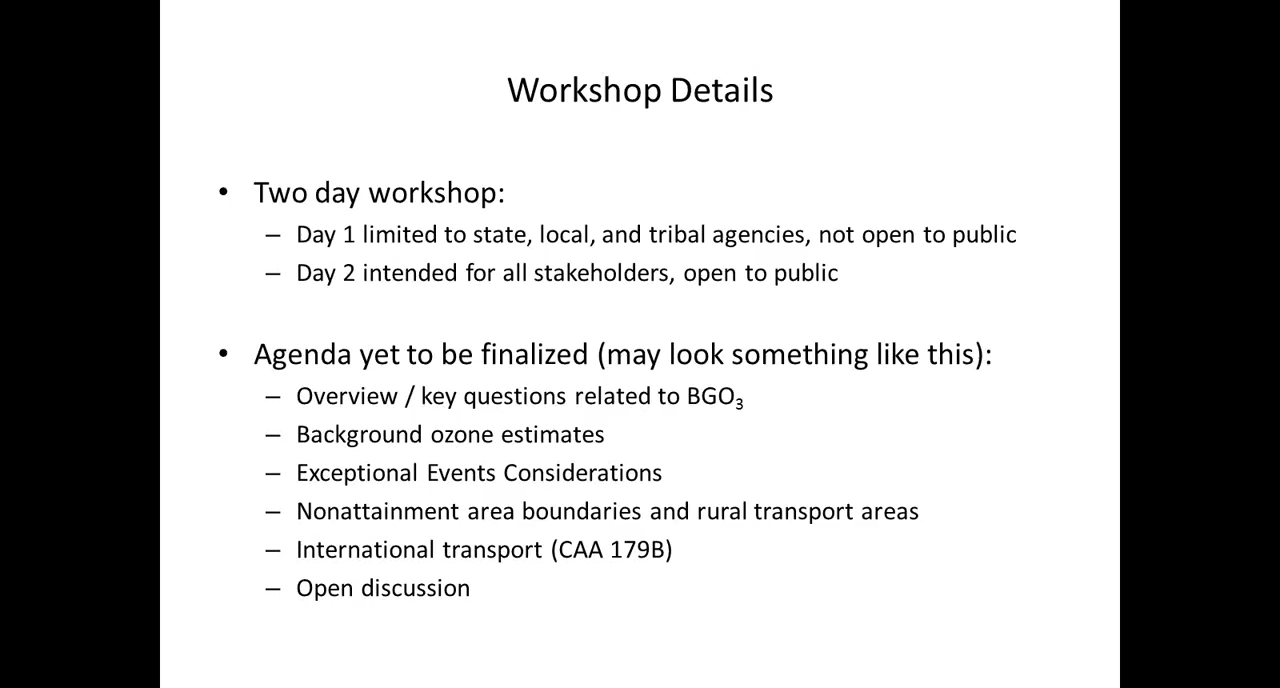 Workshop Details
• Two day workshop:
– Day 1 limited to state, local, and tribal agencies, not open to public
– Day 2 intended for all stakeholders, open to public
• Agenda yet to be finalized (may look something like this):
– Overview / key questions related to BGO₃
– Background ozone estimates
– Exceptional Events Considerations
– Nonattainment area boundaries and rural transport areas
– International transport (CAA 179B)
– Open discussion